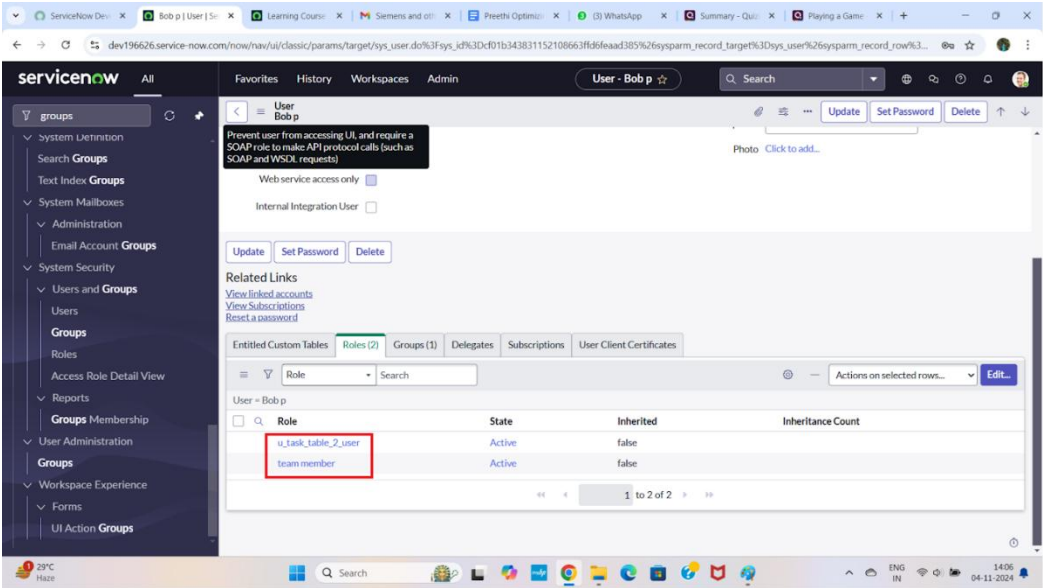 ServiceNow Dev
Bob p | User | Se
Learning Course
Siemens and oth
Preethi Optimiz
(3) WhatsApp
Summary - Quiz
Playing a Game
dev196626.service-now.com/now/nav/ui/classic/params/target/sys_user.do%3Fsys_id%3Dcf01b343831152108663ffd6feaad385%26sysparm_record_target%3Dsys_user%26sysparm_record_row%3...
servicenow All Favorites History Workspaces Admin User - Bob p Search
groups
System Definition
Search Groups
Text Index Groups
System Mailboxes
Administration
Email Account Groups
System Security
Users and Groups
Users
Groups
Roles
Access Role Detail View
Reports
Groups Membership
User Administration
Groups
Workspace Experience
Forms
UI Action Groups
User
Bob p
Update Set Password Delete
Prevent user from accessing UI, and require a
SOAP role to make API protocol calls (such as
SOAP and WSDL requests)
Photo Click to add...
Web service access only
Internal Integration User
Update Set Password Delete
Related Links
View linked accounts
View Subscriptions
Reset a password
Entitled Custom Tables Roles (2) Groups (1) Delegates Subscriptions User Client Certificates
Role Search Actions on selected rows... Edit...
User = Bob p
Role State Inherited Inheritance Count
u_task_table_2_user Active false
team member Active false
1 to 2 of 2
1
29°C
Haze
Search
ENG
IN
14:06
04-11-2024